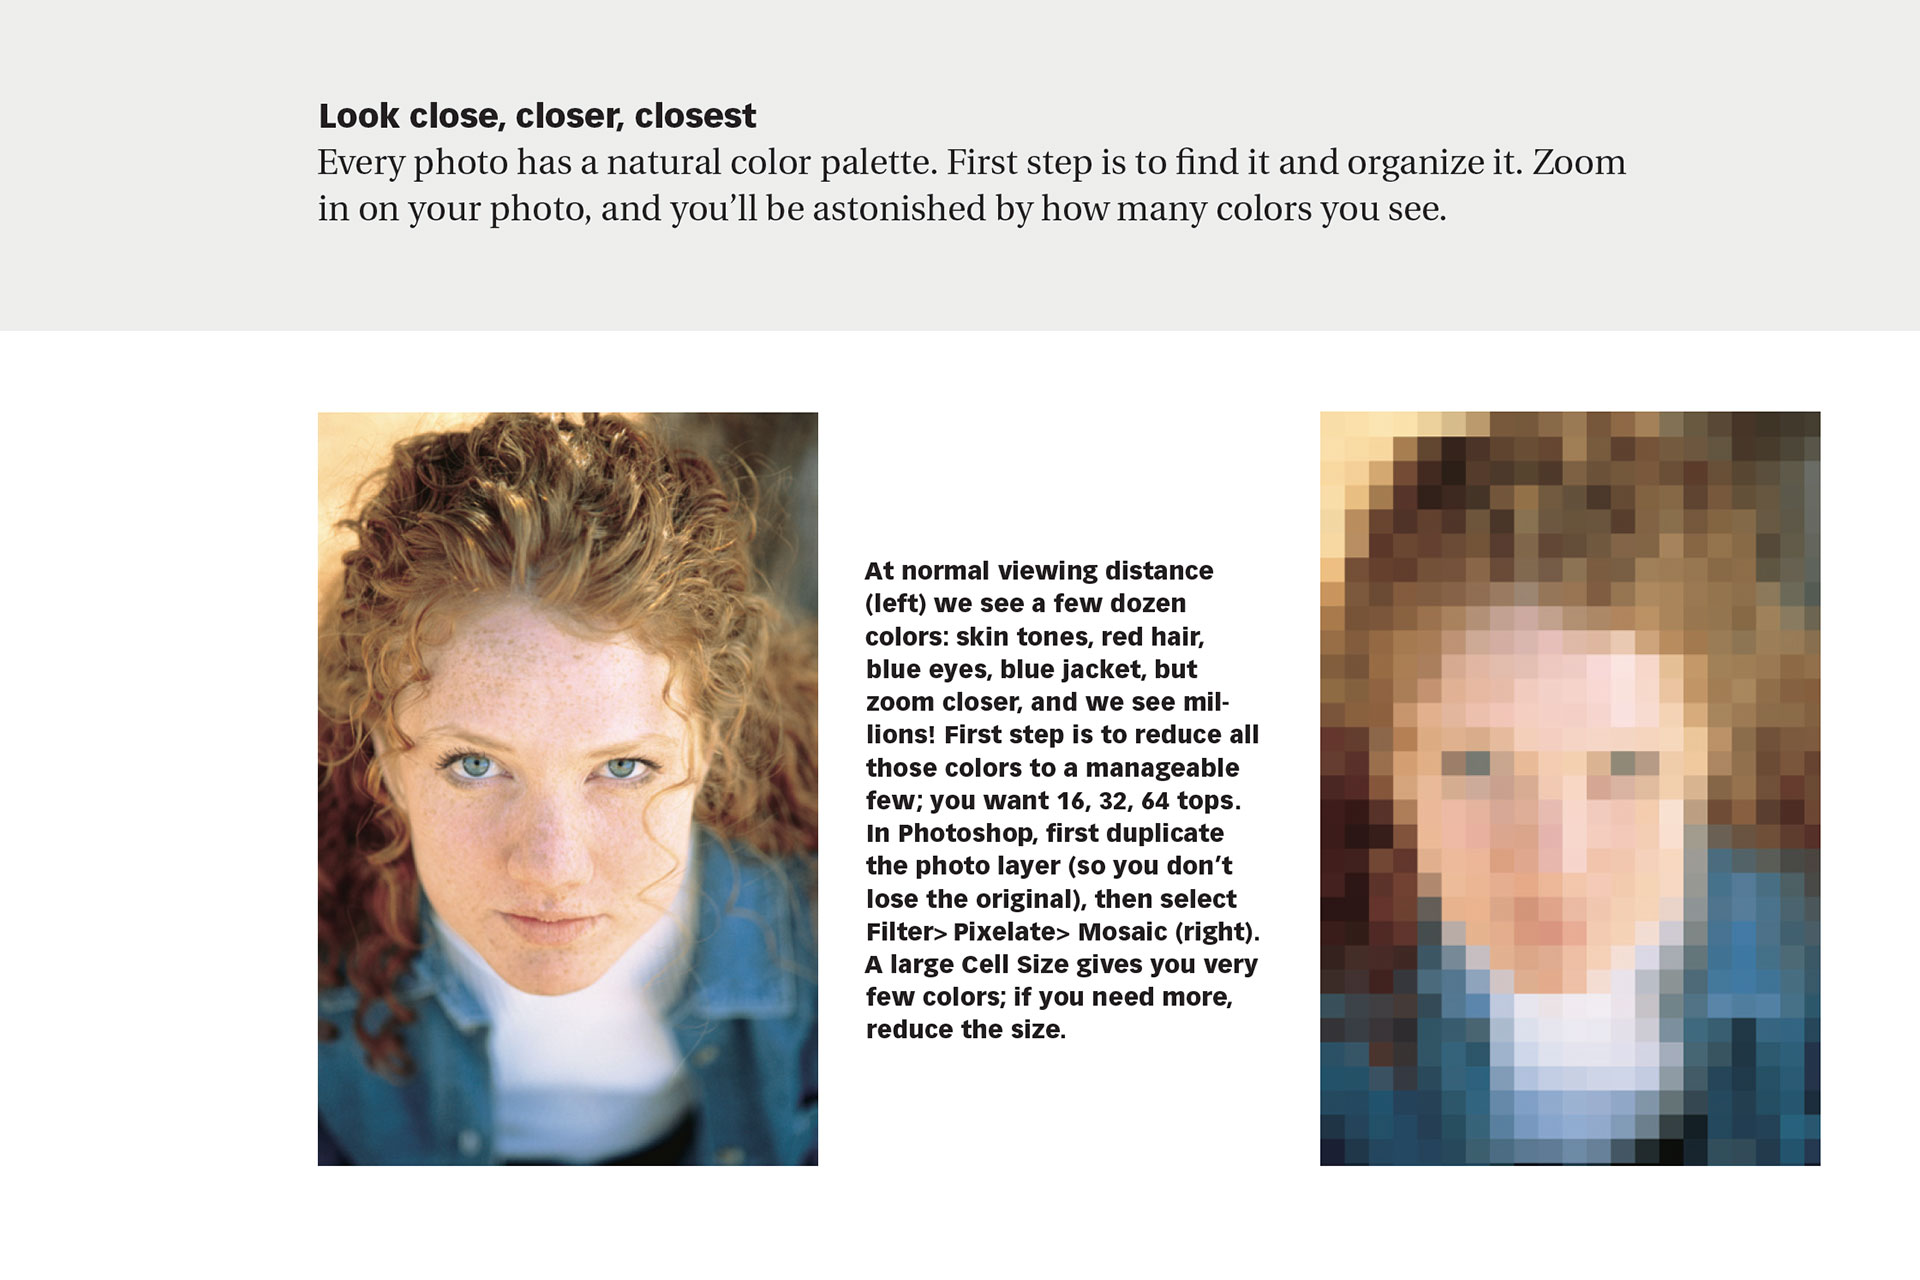 Look close, closer, closest
Every photo has a natural color palette. First step is to find it and organize it. Zoom
in on your photo, and you’ll be astonished by how many colors you see.
At normal viewing distance
(left) we see a few dozen
colors: skin tones, red hair,
blue eyes, blue jacket, but
zoom closer, and we see mil-
lions! First step is to reduce all
those colors to a manageable
few; you want 16, 32, 64 tops.
In Photoshop, first duplicate
the photo layer (so you don’t
lose the original), then select
Filter> Pixelate> Mosaic (right).
A large Cell Size gives you very
few colors; if you need more,
reduce the size.